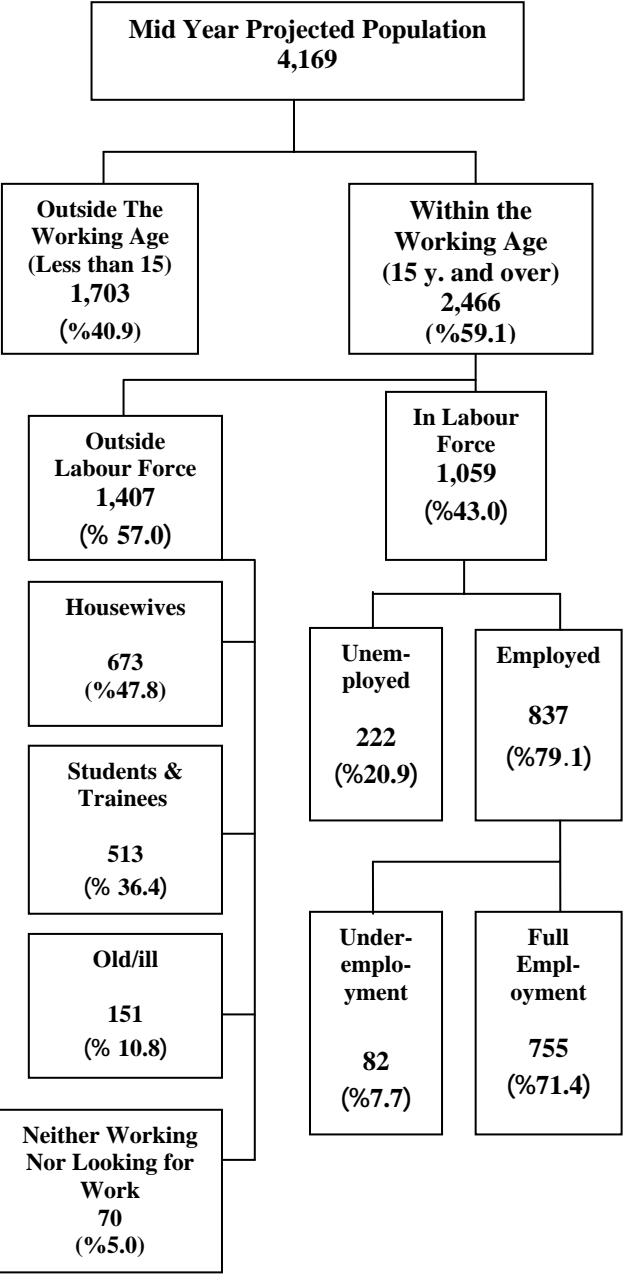 Mid Year Projected Population
4,169
Outside The
Working Age
(Less than 15)
1,703
(%40.9)
Within the
Working Age
(15 y. and over)
2,466
(%59.1)
Outside
Labour Force
1,407
(% 57.0)
In Labour
Force
1,059
(%43.0)
Housewives
673
(%47.8)
Students &
Trainees
513
(% 36.4)
Old/ill
151
(% 10.8)
Neither Working
Nor Looking for
Work
70
(%5.0)
Unem-
ployed
222
(%20.9)
Employed
837
(%79.1)
Under-
emplo-
yment
82
(%7.7)
Full
Empl-
oyment
755
(%71.4)